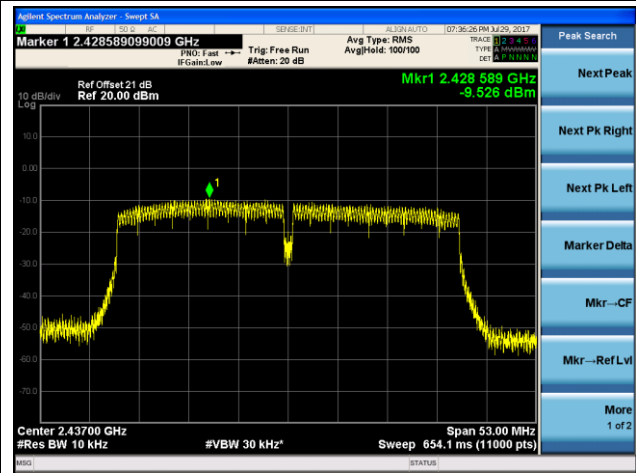 Agilent Spectrum Analyzer - Swept SA
RF 50 Ω AC SENSE:INT ALIGN AUTO 07:36:26 PM Jul 29, 2017
Marker 1 2.428589099009 GHz
PNO: Fast Trig: Free Run Avg Type: RMS TRACE 1 2 3 4 5 6
IFGain:Low #Atten: 20 dB Avg|Hold: 100/100 TYPE A M
DET A P N N N N
Peak Search
Next Peak
Next Pk Right
Next Pk Left
Marker Delta
Mkr→CF
Mkr→Ref Lvl
More
1 of 2
Ref Offset 21 dB
10 dB/div Ref 20.00 dBm
Log
Mkr1 2.428 589 GHz
-9.526 dBm
10.0
0.00
-10.0
-20.0
-30.0
-40.0
-50.0
-60.0
-70.0
1
Center 2.43700 GHz Span 53.00 MHz
#Res BW 10 kHz #VBW 30 kHz* Sweep 654.1 ms (11000 pts)
MSG STATUS